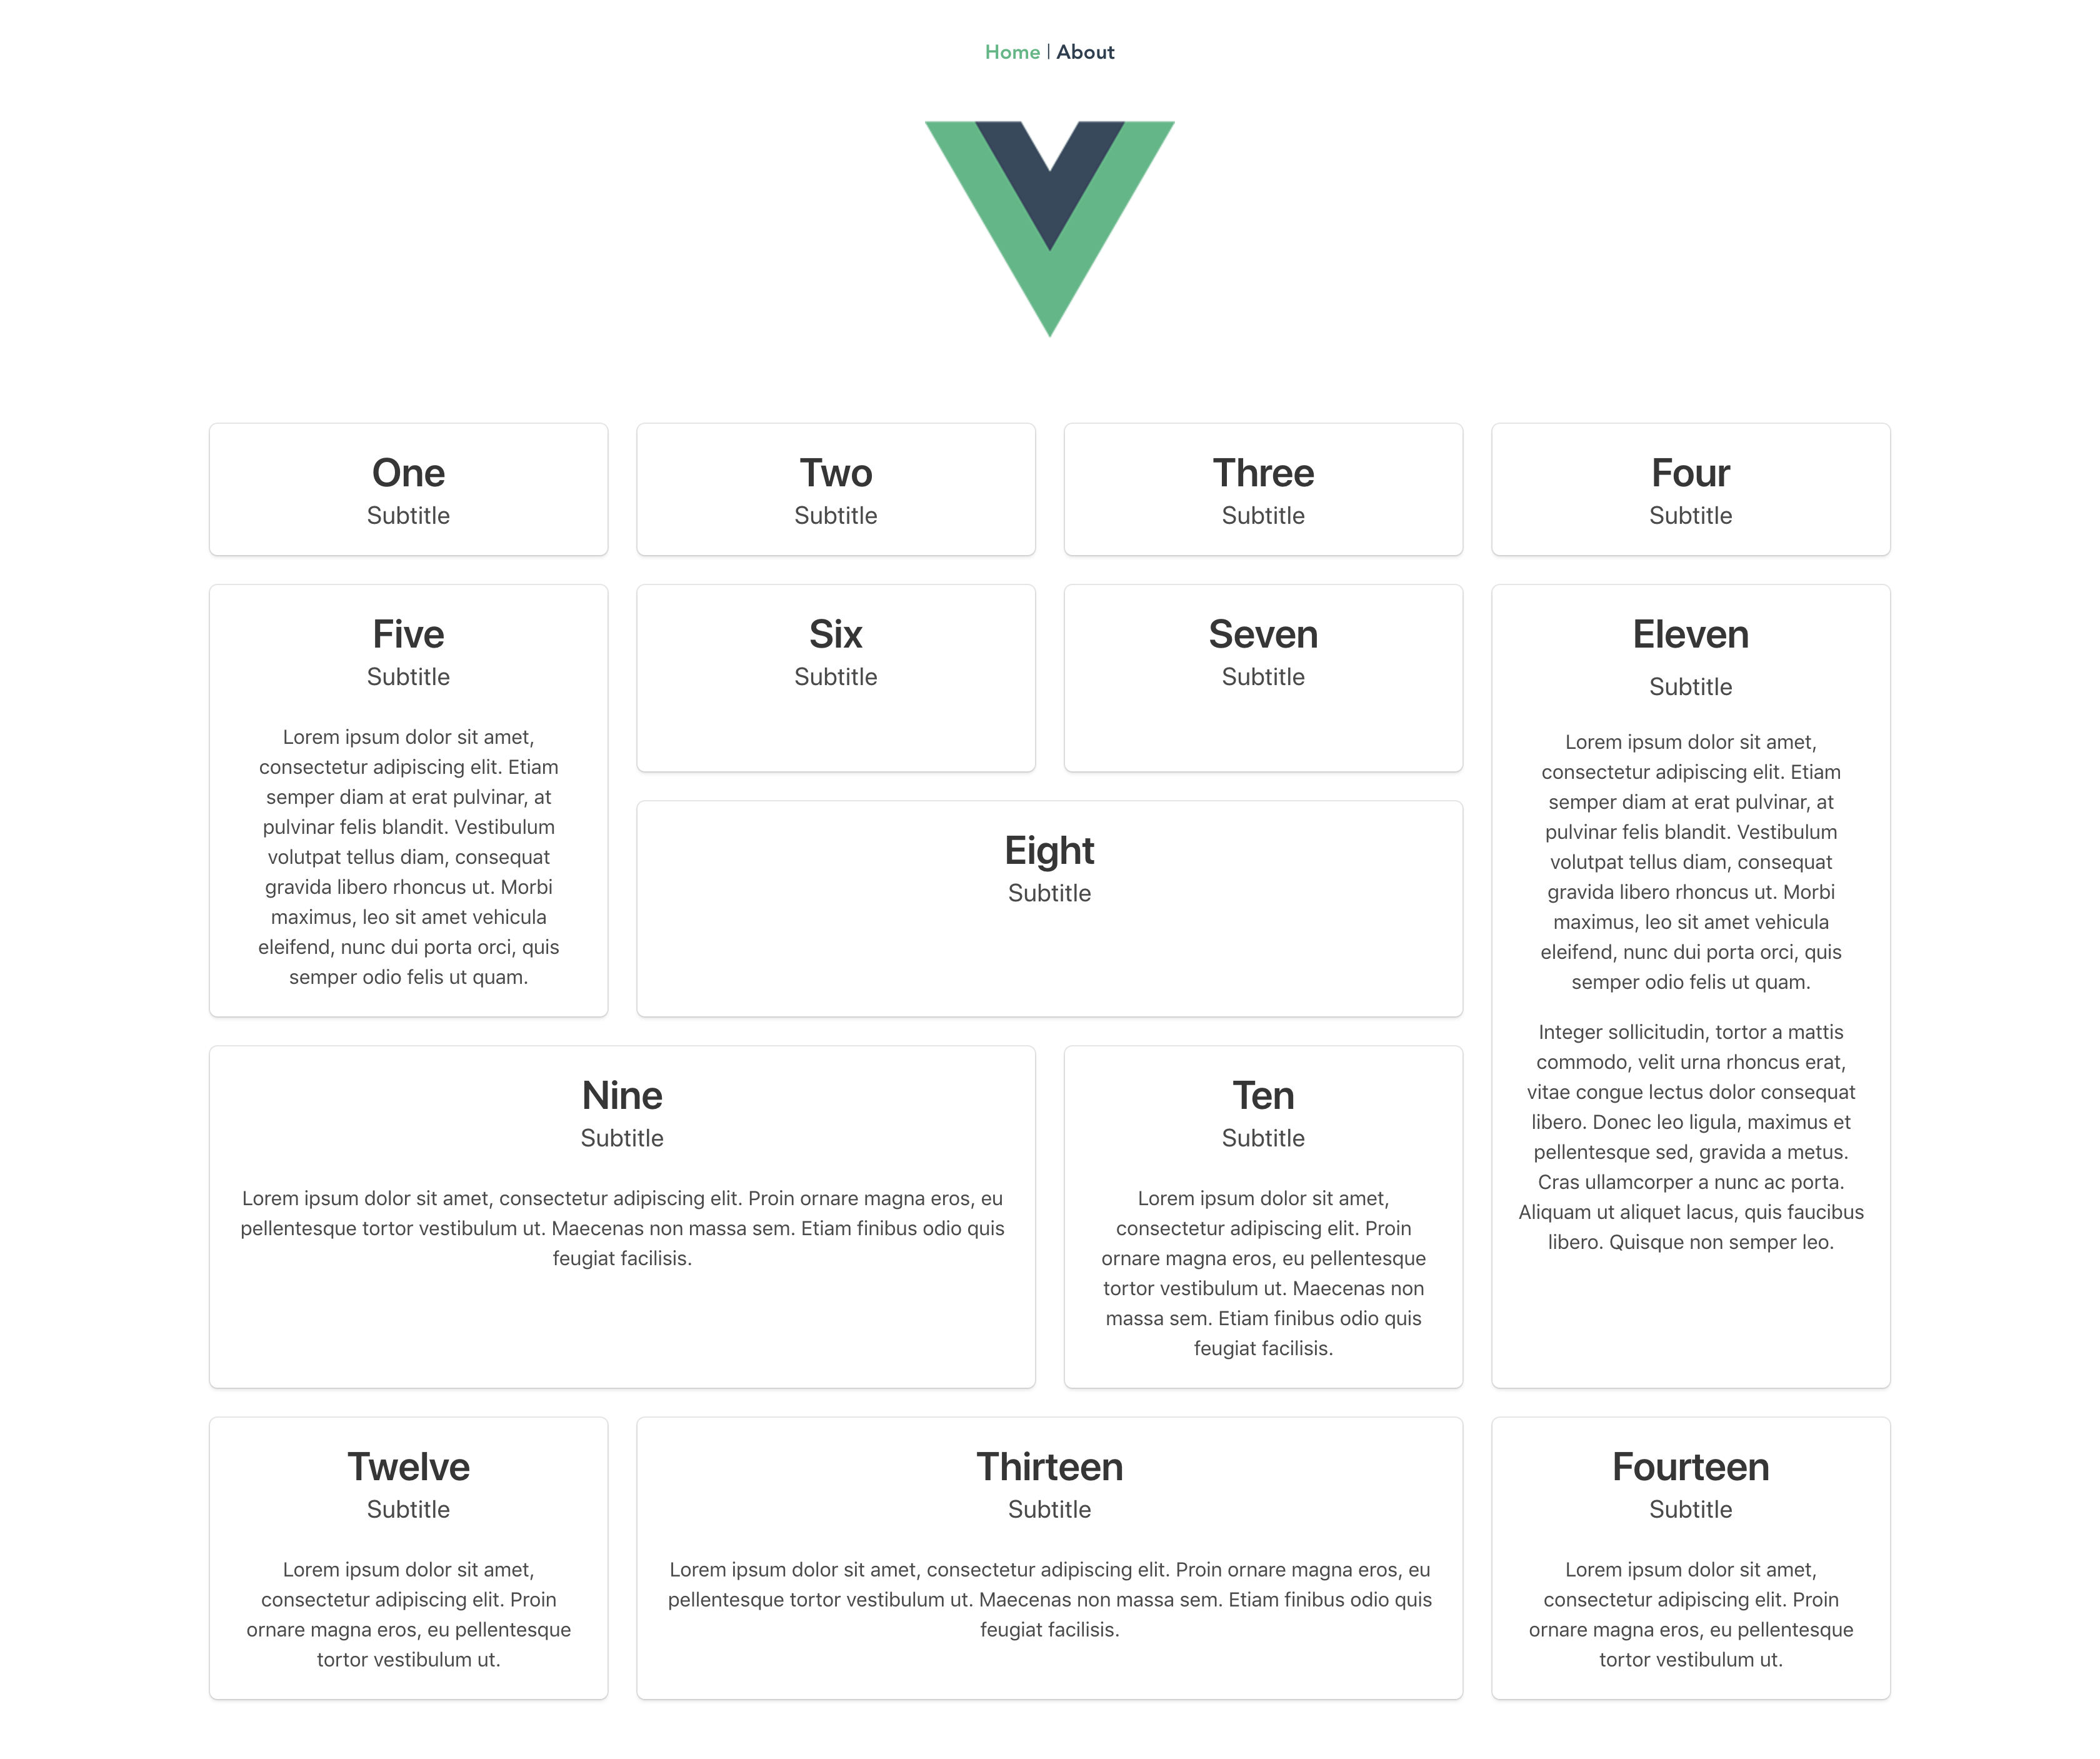 Home | About
One
Subtitle
Two
Subtitle
Three
Subtitle
Four
Subtitle
Five
Subtitle
Lorem ipsum dolor sit amet,
consectetur adipiscing elit. Etiam
semper diam at erat pulvinar, at
pulvinar felis blandit. Vestibulum
volutpat tellus diam, consequat
gravida libero rhoncus ut. Morbi
maximus, leo sit amet vehicula
eleifend, nunc dui porta orci, quis
semper odio felis ut quam.
Six
Subtitle
Seven
Subtitle
Eight
Subtitle
Nine
Subtitle
Lorem ipsum dolor sit amet, consectetur adipiscing elit. Proin ornare magna eros, eu
pellentesque tortor vestibulum ut. Maecenas non massa sem. Etiam finibus odio quis
feugiat facilisis.
Ten
Subtitle
Lorem ipsum dolor sit amet,
consectetur adipiscing elit. Proin
ornare magna eros, eu pellentesque
tortor vestibulum ut. Maecenas non
massa sem. Etiam finibus odio quis
feugiat facilisis.
Eleven
Subtitle
Lorem ipsum dolor sit amet,
consectetur adipiscing elit. Etiam
semper diam at erat pulvinar, at
pulvinar felis blandit. Vestibulum
volutpat tellus diam, consequat
gravida libero rhoncus ut. Morbi
maximus, leo sit amet vehicula
eleifend, nunc dui porta orci, quis
semper odio felis ut quam.
Integer sollicitudin, tortor a mattis
commodo, velit urna rhoncus erat,
vitae congue lectus dolor consequat
libero. Donec leo ligula, maximus et
pellentesque sed, gravida a metus.
Cras ullamcorper a nunc ac porta.
Aliquam ut aliquet lacus, quis faucibus
libero. Quisque non semper leo.
Twelve
Subtitle
Lorem ipsum dolor sit amet,
consectetur adipiscing elit. Proin
ornare magna eros, eu pellentesque
tortor vestibulum ut.
Thirteen
Subtitle
Lorem ipsum dolor sit amet, consectetur adipiscing elit. Proin ornare magna eros, eu
pellentesque tortor vestibulum ut. Maecenas non massa sem. Etiam finibus odio quis
feugiat facilisis.
Fourteen
Subtitle
Lorem ipsum dolor sit amet,
consectetur adipiscing elit. Proin
ornare magna eros, eu pellentesque
tortor vestibulum ut.